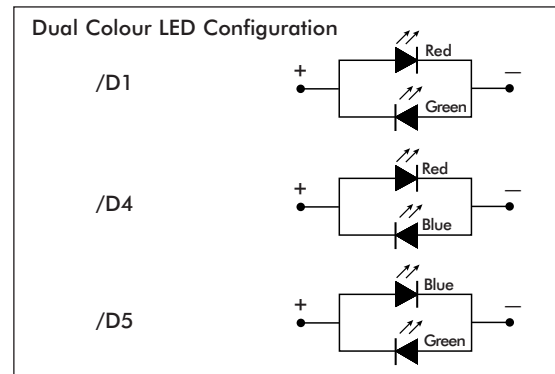 Dual Colour LED Configuration
/D1
+
Red
—
Green
/D4
+
Red
—
Blue
/D5
+
Blue
—
Green